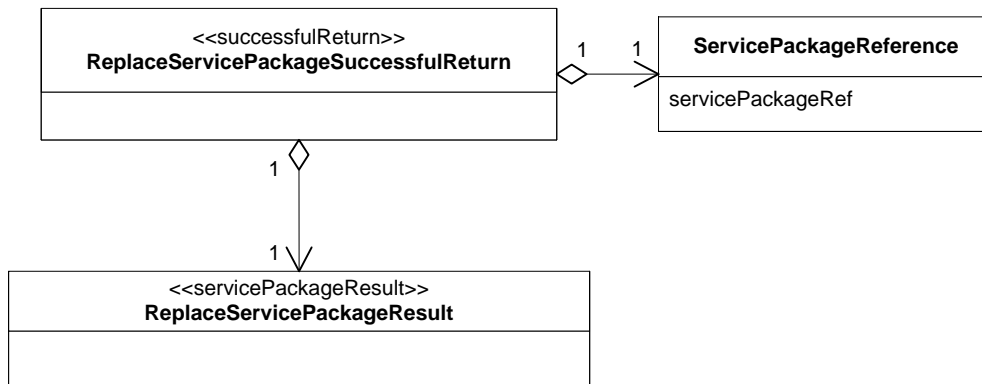 <<successfulReturn>>
ReplaceServicePackageSuccessfulReturn
1
1
ServicePackageReference
servicePackageRef
1
1
<<servicePackageResult>>
ReplaceServicePackageResult